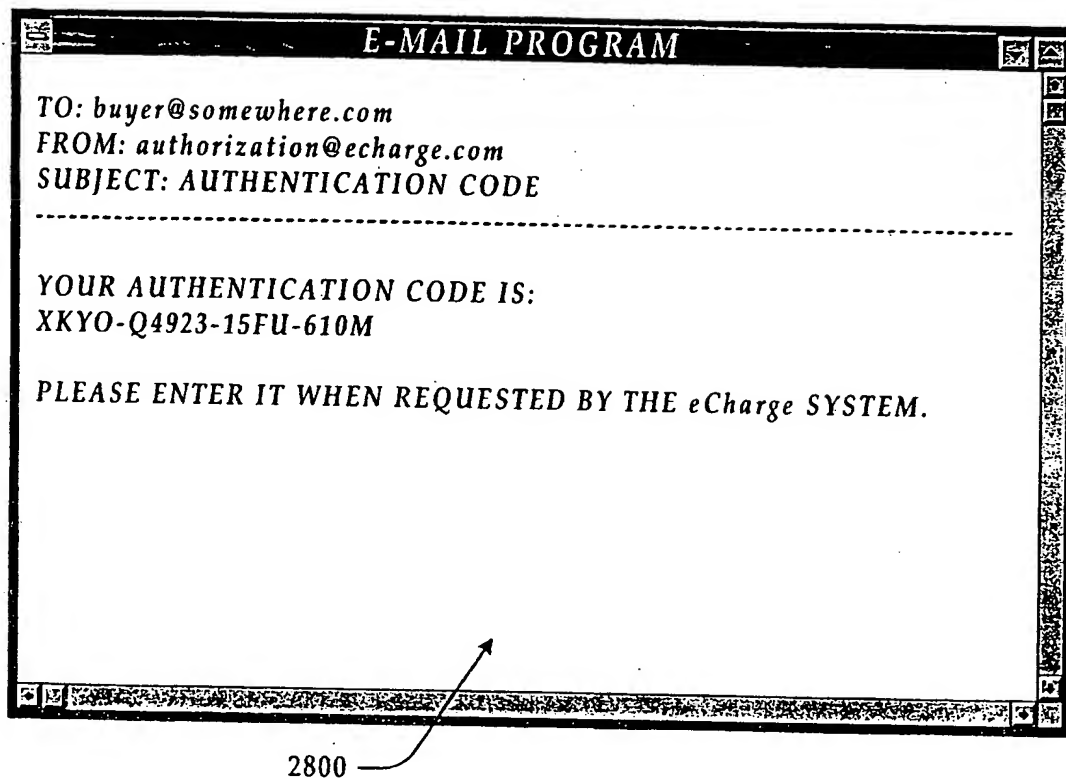 E-MAIL PROGRAM
TO: buyer@somewhere.com
FROM: authorization@echarge.com
SUBJECT: AUTHENTICATION CODE
YOUR AUTHENTICATION CODE IS:
XKYO-Q4923-15FU-610M
PLEASE ENTER IT WHEN REQUESTED BY THE eCharge SYSTEM.
2800